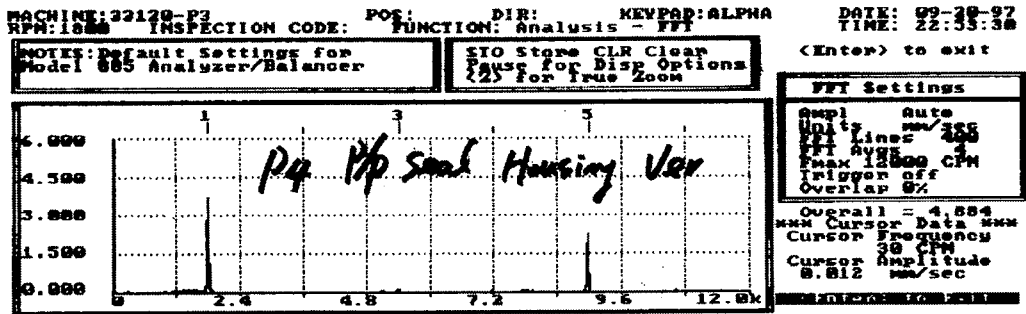 MACHINE:33120-P3 POS: DIR: KEYPAD:ALPHA DATE: 09-20-97
RPM:1800 INSPECTION CODE: FUNCTION: Analysis - FFT TIME: 22:53:30
NOTES:Default Settings for
Model 885 Analyzer/Balancer
STO Store CLR Clear
Pause for Disp Options
<2> for True Zoom
<Enter> to exit
FFT Settings
Ampl Auto
Units mm/sec
FFT Lines 400
FFT Avgs 4
Fmax 12000 CPM
Trigger off
Overlap 0%
1 3 5
6.000
4.500
3.000
1.500
0.000
P4 P/p Housing Ver
0 2.4 4.8 7.2 9.6 12.0k
Overall = 4.884
*** Cursor Data ***
Cursor Frequency
30 CPM
Cursor Amplitude
0.012 mm/sec